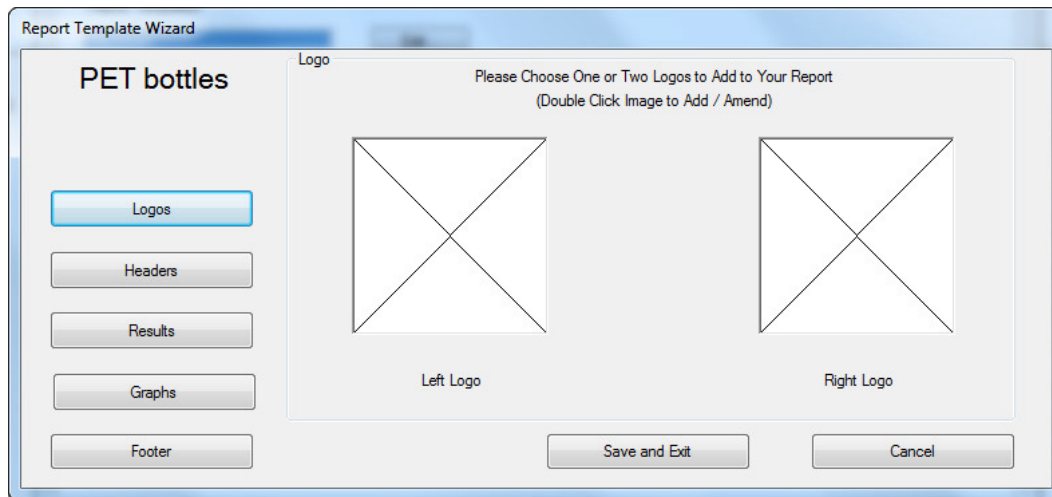 Report Template Wizard
PET bottles
Logos
Headers
Results
Graphs
Footer
Logo
Please Choose One or Two Logos to Add to Your Report
(Double Click Image to Add / Amend)
Left Logo
Right Logo
Save and Exit
Cancel